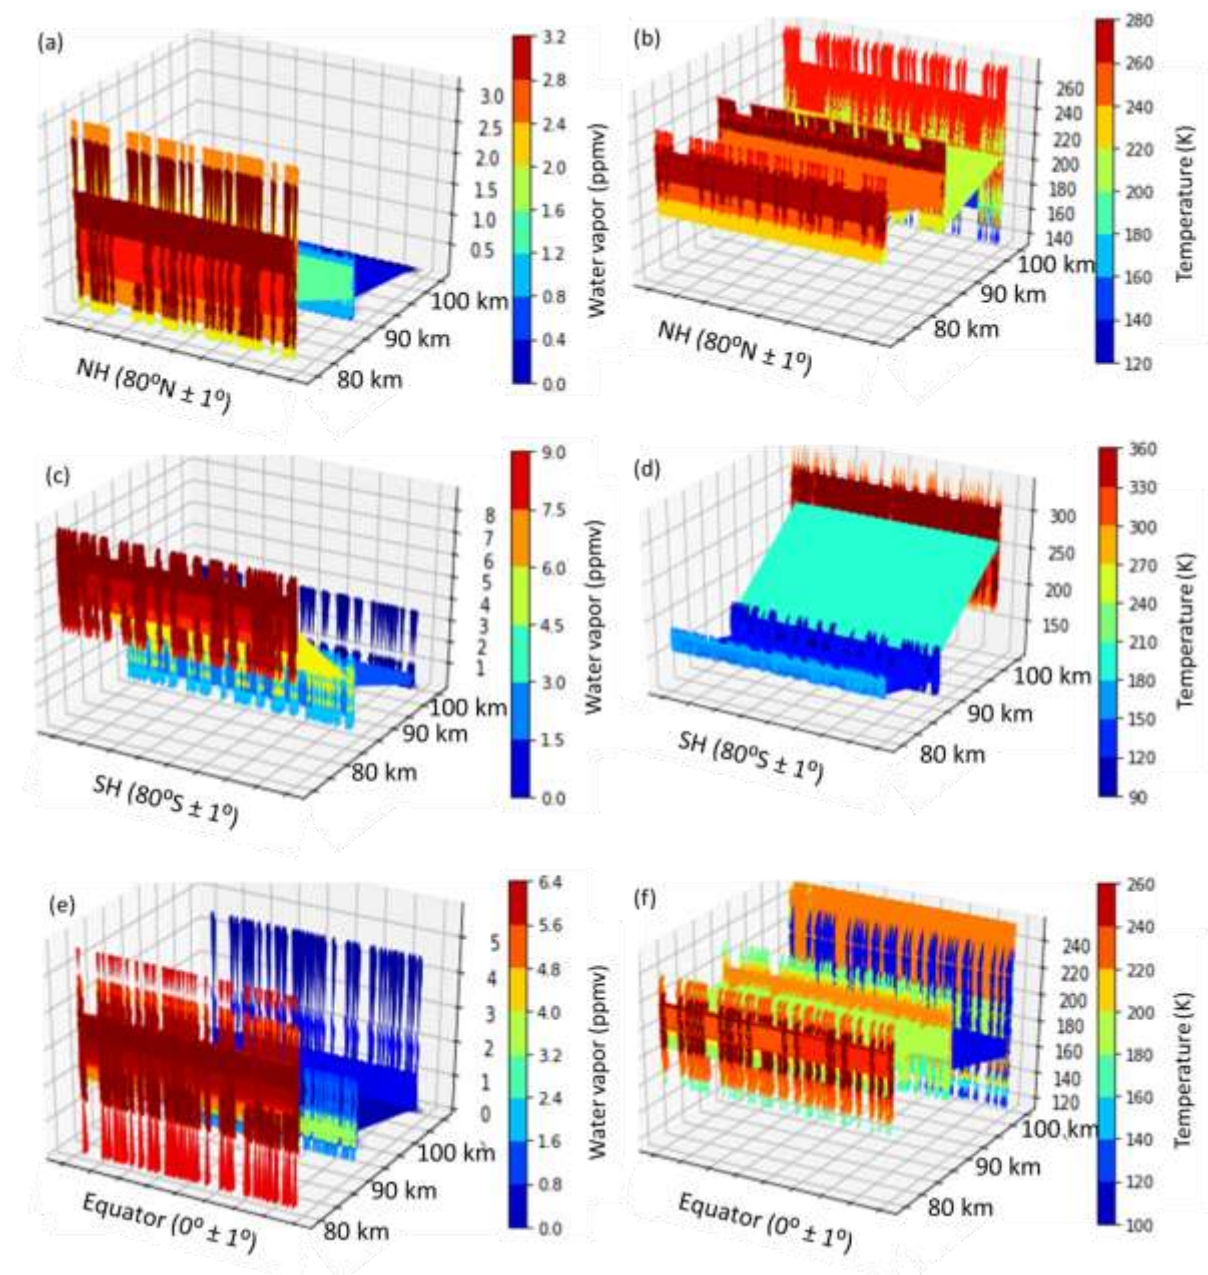 (a)
3.0
2.5
2.0
1.5
1.0
0.5
100 km
90 km
80 km
NH (80⁰N ± 1⁰)
3.2
2.8
2.4
2.0
1.6
1.2
0.8
0.4
0.0
Water vapor (ppmv)
(b)
260
240
220
200
180
160
140
100 km
90 km
80 km
NH (80⁰N ± 1⁰)
280
260
240
220
200
180
160
140
120
Temperature (K)
(c)
8
7
6
5
4
3
2
1
100 km
90 km
80 km
SH (80⁰S ± 1⁰)
9.0
7.5
6.0
4.5
3.0
1.5
0.0
Water vapor (ppmv)
(d)
300
250
200
150
100 km
90 km
80 km
SH (80⁰S ± 1⁰)
360
330
300
270
240
210
180
150
120
90
Temperature (K)
(e)
5
4
3
2
1
0
100 km
90 km
80 km
Equator (0⁰ ± 1⁰)
6.4
5.6
4.8
4.0
3.2
2.4
1.6
0.8
0.0
Water vapor (ppmv)
(f)
240
220
200
180
160
140
120
100 km
90 km
80 km
Equator (0⁰ ± 1⁰)
260
240
220
200
180
160
140
120
100
Temperature (K)